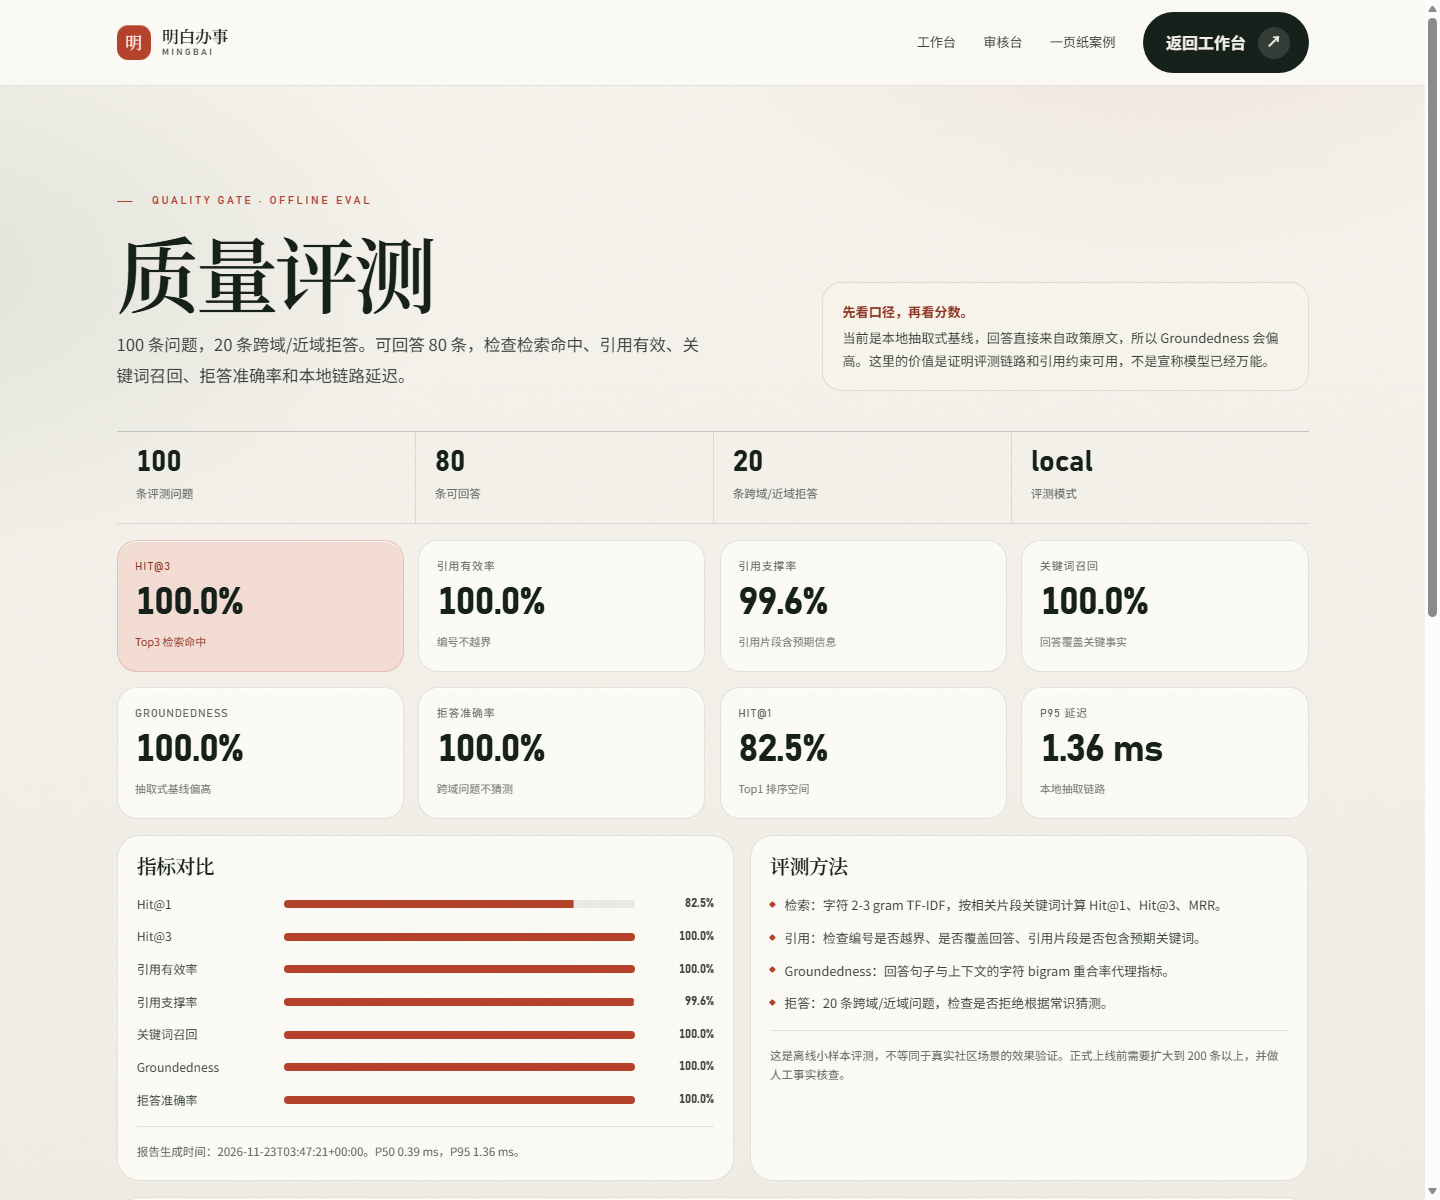 明
明白办事
MINGBAI
工作台
审核台
一页纸案例
返回工作台 ↗
QUALITY GATE · OFFLINE EVAL
质量评测
100 条问题，20 条跨域/近域拒答。可回答 80 条，检查检索命中、引用有效、关
键词召回、拒答准确率和本地链路延迟。
先看口径，再看分数。
当前是本地抽取式基线，回答直接来自政策原文，所以 Groundedness 会偏
高。这里的价值是证明评测链路和引用约束可用，不是宣称模型已经万能。
100
条评测问题
80
条可回答
20
条跨域/近域拒答
local
评测模式
HIT@3
100.0%
Top3 检索命中
引用有效率
100.0%
编号不越界
引用支撑率
99.6%
引用片段含预期信息
关键词召回
100.0%
回答覆盖关键事实
GROUNDEDNESS
100.0%
抽取式基线偏高
拒答准确率
100.0%
跨域问题不猜测
HIT@1
82.5%
Top1 排序空间
P95 延迟
1.36 ms
本地抽取链路
指标对比
Hit@1 82.5%
Hit@3 100.0%
引用有效率 100.0%
引用支撑率 99.6%
关键词召回 100.0%
Groundedness 100.0%
拒答准确率 100.0%
报告生成时间：2026-11-23T03:47:21+00:00。P50 0.39 ms，P95 1.36 ms。
评测方法
检索：字符 2-3 gram TF-IDF，按相关片段关键词计算 Hit@1、Hit@3、MRR。
引用：检查编号是否越界、是否覆盖回答、引用片段是否包含预期关键词。
Groundedness：回答句子与上下文的字符 bigram 重合率代理指标。
拒答：20 条跨域/近域问题，检查是否拒绝根据常识猜测。
这是离线小样本评测，不等同于真实社区场景的效果验证。正式上线前需要扩大到 200 条以上，并做
人工事实核查。